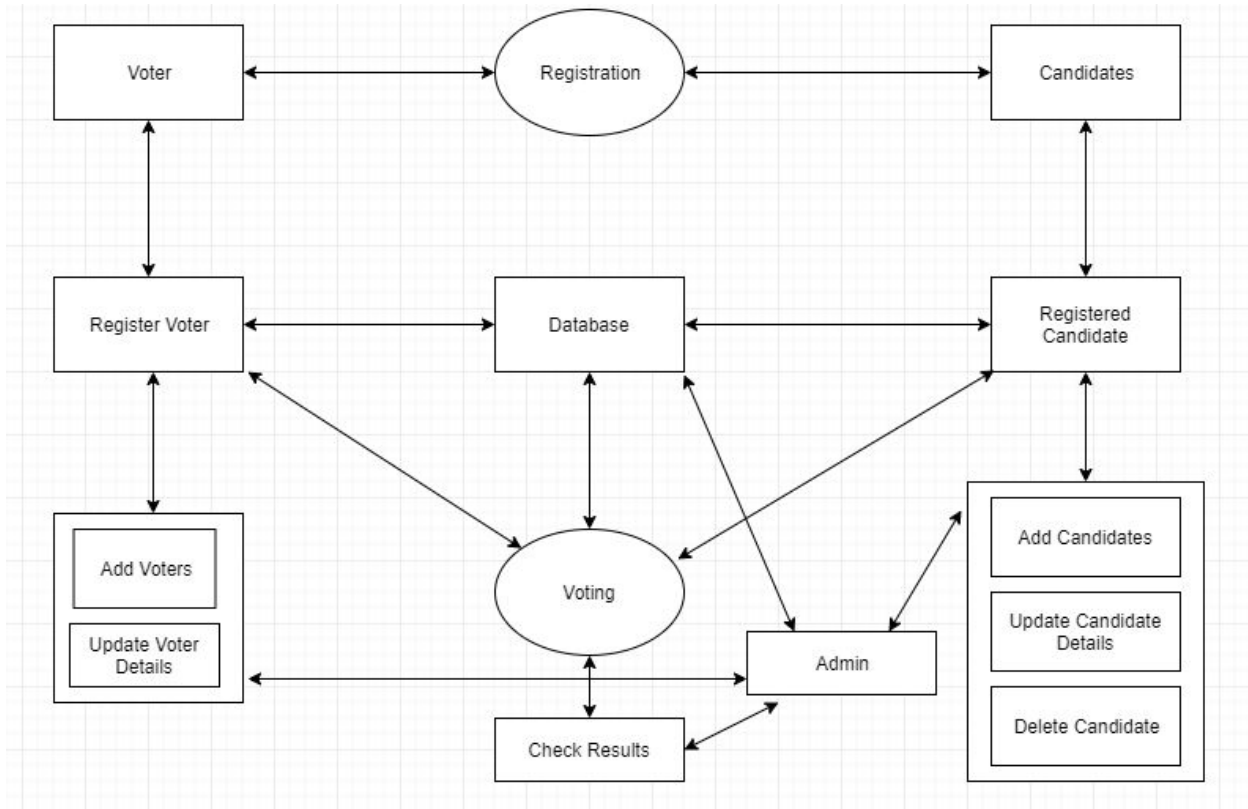 Voter
Registration
Candidates
Register Voter
Database
Registered
Candidate
Add Voters
Update Voter
Details
Voting
Admin
Check Results
Add Candidates
Update Candidate
Details
Delete Candidate